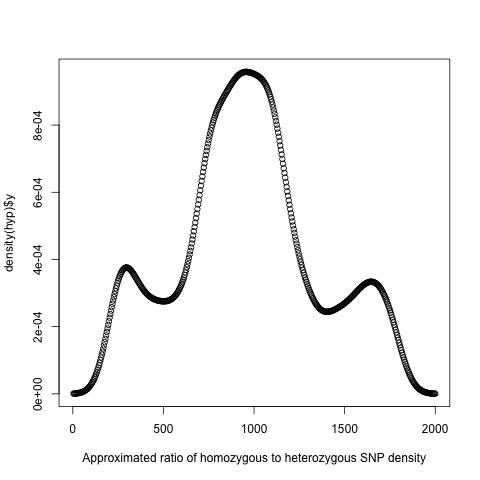 density(hyp)$y
8e-04
6e-04
4e-04
2e-04
0e+00
0 500 1000 1500 2000
Approximated ratio of homozygous to heterozygous SNP density